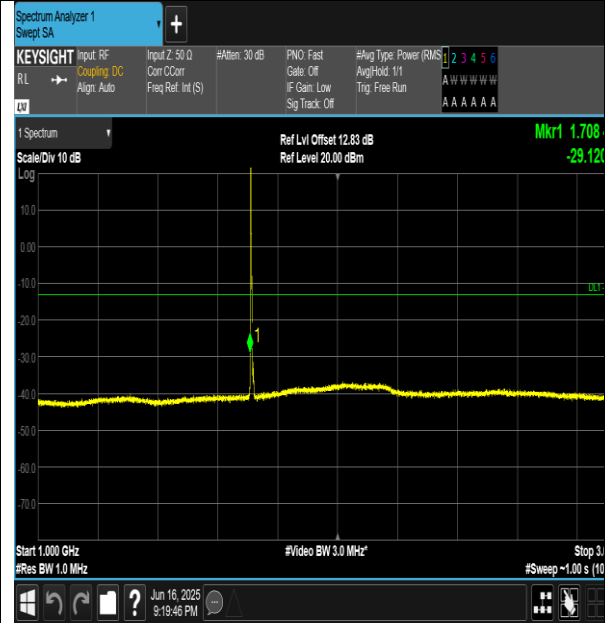 Spectrum Analyzer 1
Swept SA
+
KEYSIGHT Input: RF Input Z: 50 Ω #Atten: 30 dB PNO: Fast #Avg Type: Power (RMS 1 2 3 4 5 6
RL Coupling: DC Corr CCorr Gate: Off Avg|Hold: 1/1 A W W W W W
Align: Auto Freq Ref: Int (S) IF Gain: Low Trig: Free Run
LXI Sig Track: Off A A A A A A
1 Spectrum Ref Lvl Offset 12.83 dB Mkr1 1.708
Scale/Div 10 dB Ref Level 20.00 dBm -29.120
Log
10.0
0.00
-10.0
DL1
-20.0
1
-30.0
-40.0
-50.0
-60.0
-70.0
Start 1.000 GHz #Video BW 3.0 MHz* Stop 3.
#Res BW 1.0 MHz #Sweep ~1.00 s (10
? Jun 16, 2025
9:19:46 PM